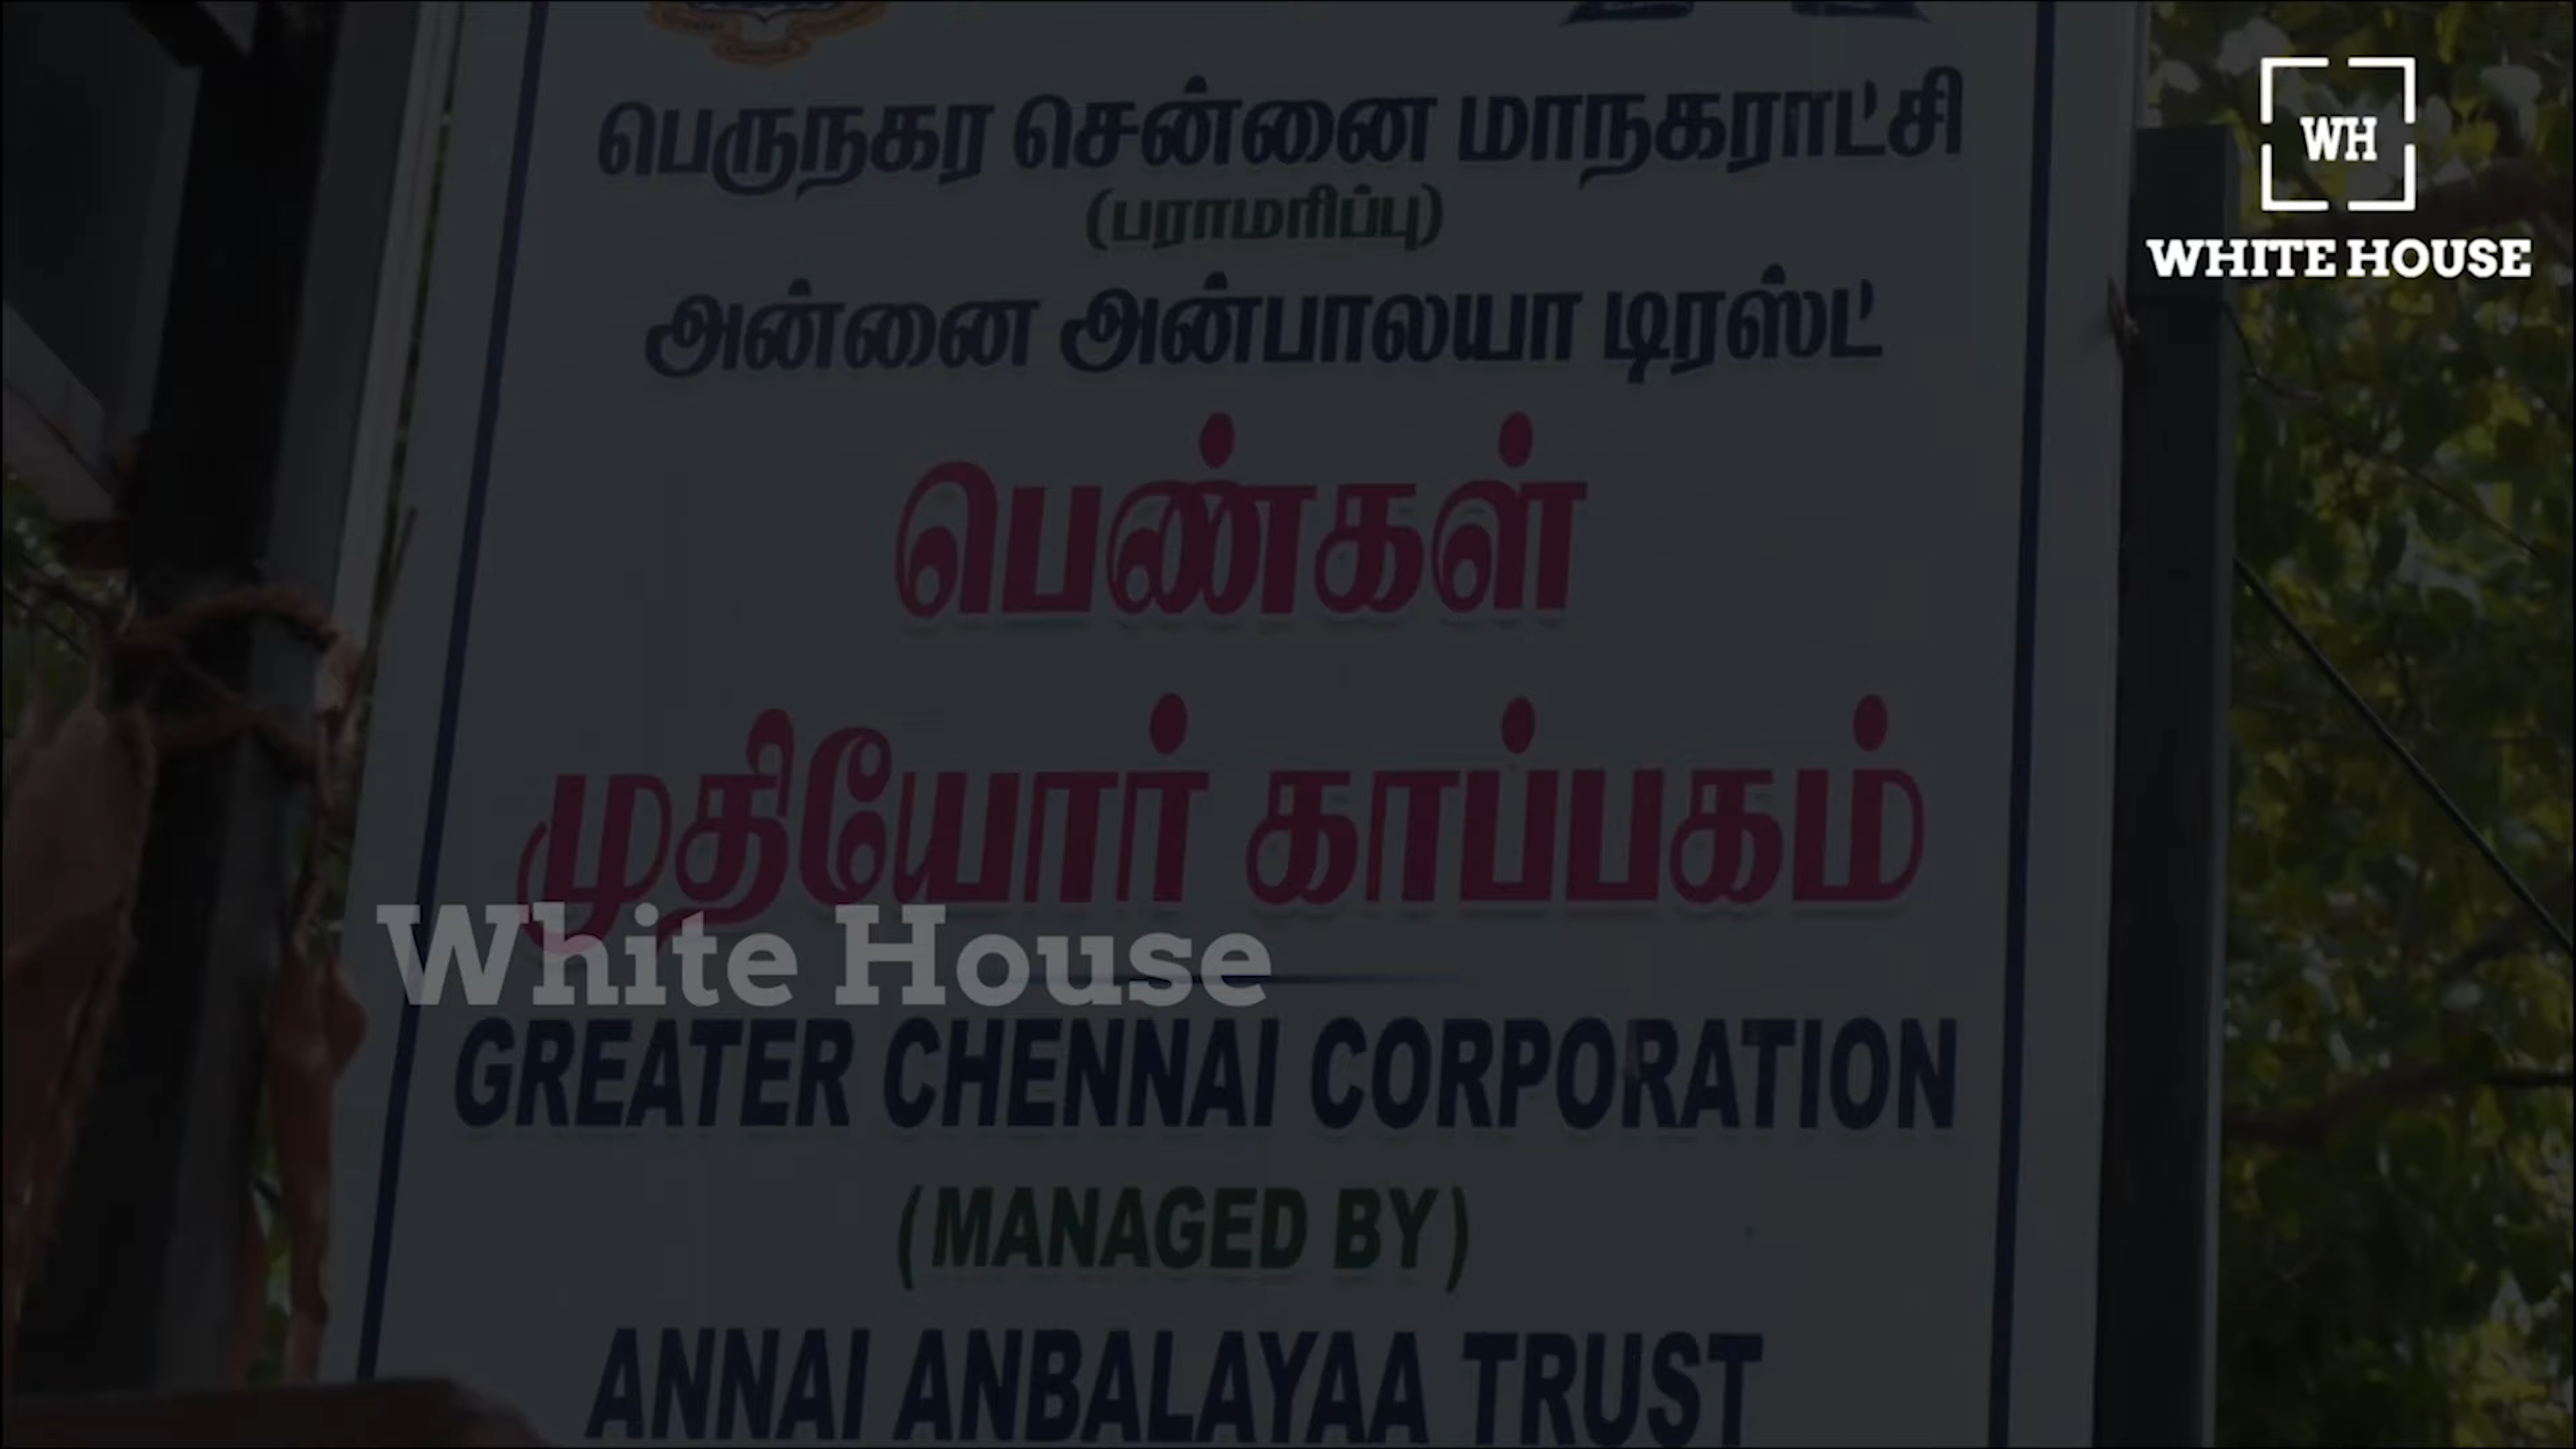 பெருநகர சென்னை மாநகராட்சி
(பராமரிப்பு)
அன்னை அன்பாலயா டிரஸ்ட்
பெண்கள்
முதியோர் காப்பகம்
GREATER CHENNAI CORPORATION
(MANAGED BY)
ANNAI ANBALAYAA TRUST
WH
WHITE HOUSE
White House